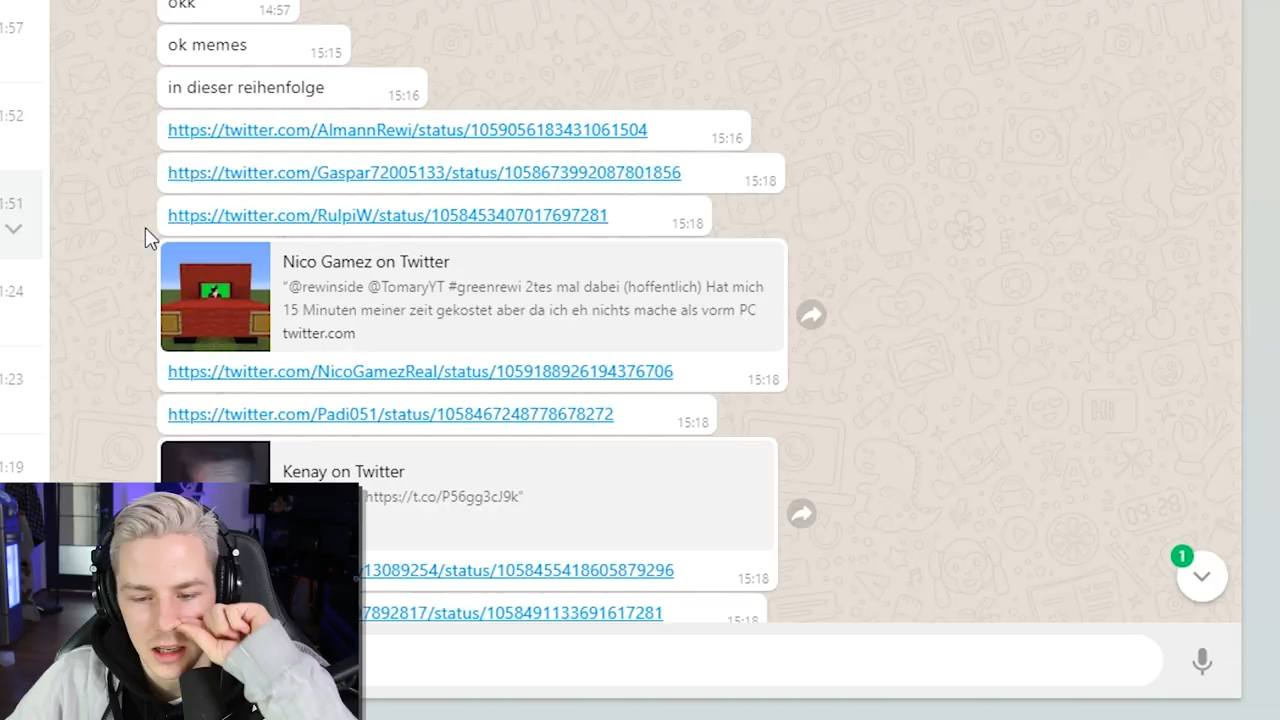 okk
14:57
1:57
ok memes
15:15
in dieser reihenfolge
15:16
1:52
https://twitter.com/AlmannRewi/status/1059056183431061504
15:16
https://twitter.com/Gaspar72005133/status/1058673992087801856
15:18
1:51
https://twitter.com/RulpiW/status/1058453407017697281
15:18
Nico Gamez on Twitter
"@rewinside @TomaryYT #greenrewi 2tes mal dabei (hoffentlich) Hat mich
15 Minuten meiner zeit gekostet aber da ich eh nichts mache als vorm PC
twitter.com
1:24
https://twitter.com/NicoGamezReal/status/1059188926194376706
15:18
1:23
https://twitter.com/Padi051/status/1058467248778678272
15:18
Kenay on Twitter
1:19
https://t.co/P56gg3cJ9k"
13089254/status/1058455418605879296
15:18
7892817/status/1058491133691617281
15:18
1